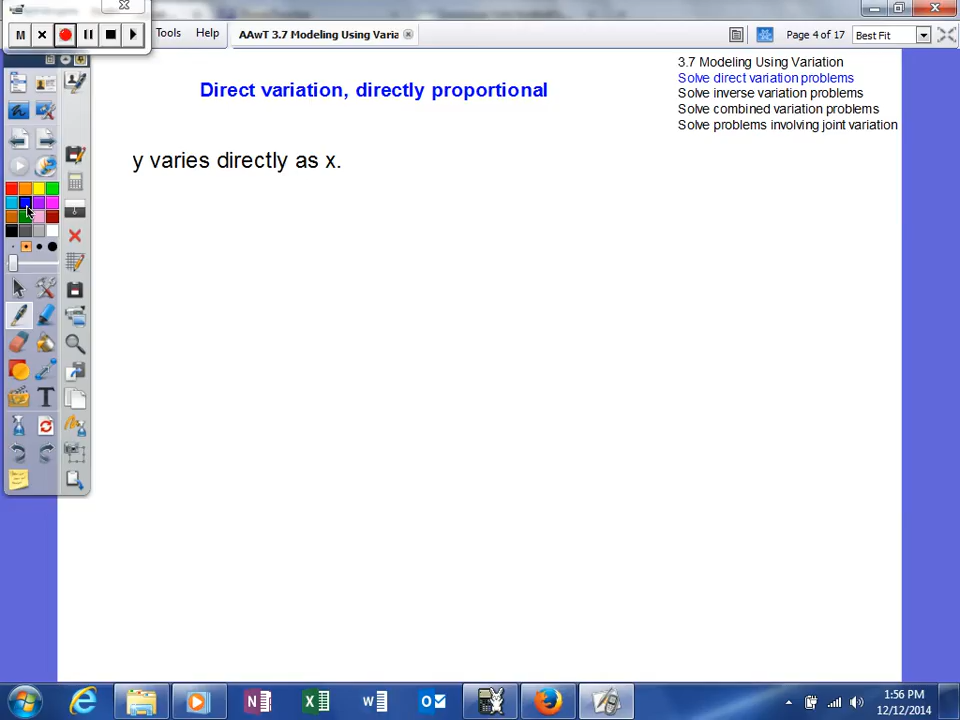 M
Tools
Help
AAwT 3.7 Modeling Using Varia
Page 4 of 17
Best Fit
3.7 Modeling Using Variation
Solve direct variation problems
Solve inverse variation problems
Solve combined variation problems
Solve problems involving joint variation
Direct variation, directly proportional
y varies directly as x.
T
1:56 PM
12/12/2014